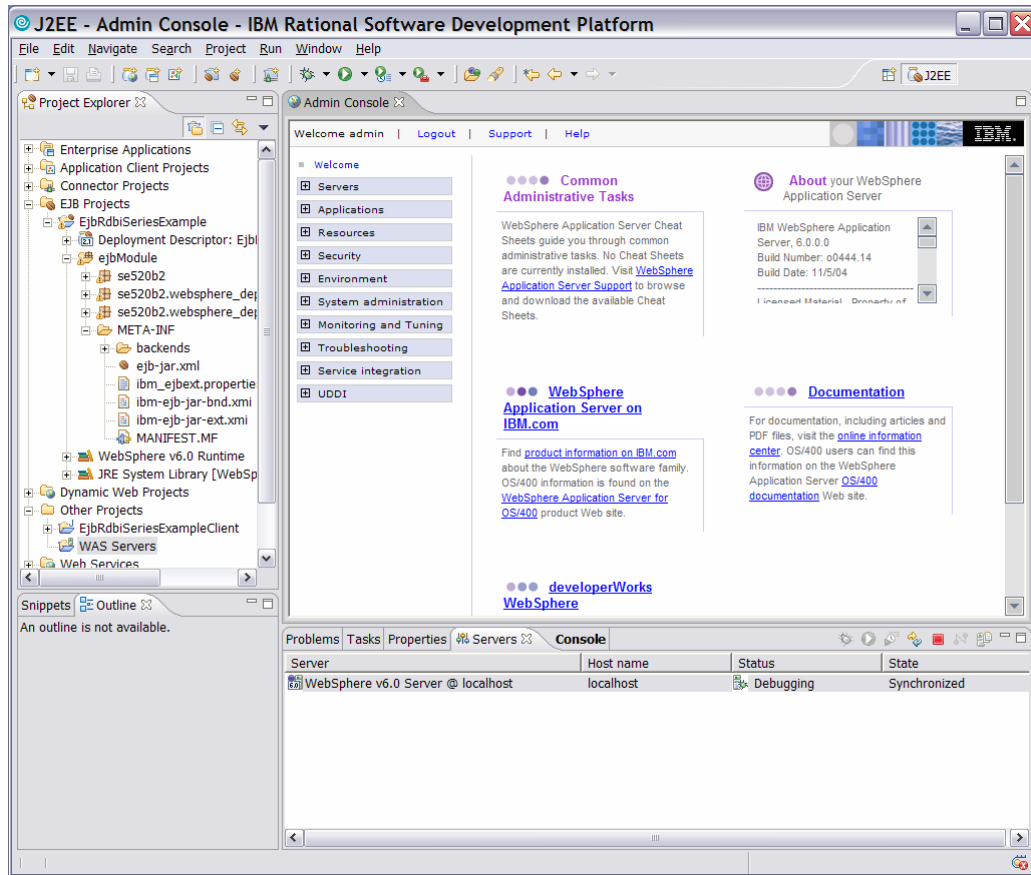 J2EE - Admin Console - IBM Rational Software Development Platform
File Edit Navigate Search Project Run Window Help
J2EE
Project Explorer
Enterprise Applications
Application Client Projects
Connector Projects
EJB Projects
EjbRdbiSeriesExample
Deployment Descriptor: EjbI
ejbModule
se520b2
se520b2.websphere_dep
se520b2.websphere_dep
META-INF
backends
ejb-jar.xml
ibm_ejbext.propertie
ibm-ejb-jar-bnd.xmi
ibm-ejb-jar-ext.xmi
MANIFEST.MF
WebSphere v6.0 Runtime
JRE System Library [WebSp
Dynamic Web Projects
Other Projects
EjbRdbiSeriesExampleClient
WAS Servers
Web Services
Snippets Outline
An outline is not available.
Admin Console
Welcome admin | Logout | Support | Help
IBM.
Welcome
Servers
Applications
Resources
Security
Environment
System administration
Monitoring and Tuning
Troubleshooting
Service integration
UDDI
Common
Administrative Tasks
WebSphere Application Server Cheat
Sheets guide you through common
administrative tasks. No Cheat Sheets
are currently installed. Visit WebSphere
Application Server Support to browse
and download the available Cheat
Sheets.
About your WebSphere
Application Server
IBM WebSphere Application
Server, 6.0.0.0
Build Number: o0444.14
Build Date: 11/5/04
------------------------------------
Licensed Material Property of
WebSphere
Application Server on
IBM.com
Find product information on IBM.com
about the WebSphere software family.
OS/400 information is found on the
WebSphere Application Server for
OS/400 product Web site.
Documentation
For documentation, including articles and
PDF files, visit the online information
center. OS/400 users can find this
information on the WebSphere
Application Server OS/400
documentation Web site.
developerWorks
WebSphere
Problems Tasks Properties Servers Console
Server Host name Status State
WebSphere v6.0 Server @ localhost localhost Debugging Synchronized